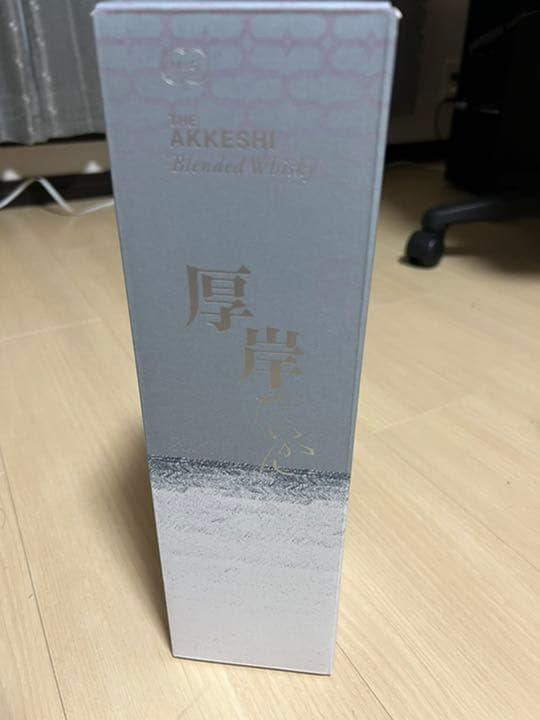 THE
AKKESHI
Blended Whisky
厚
岸